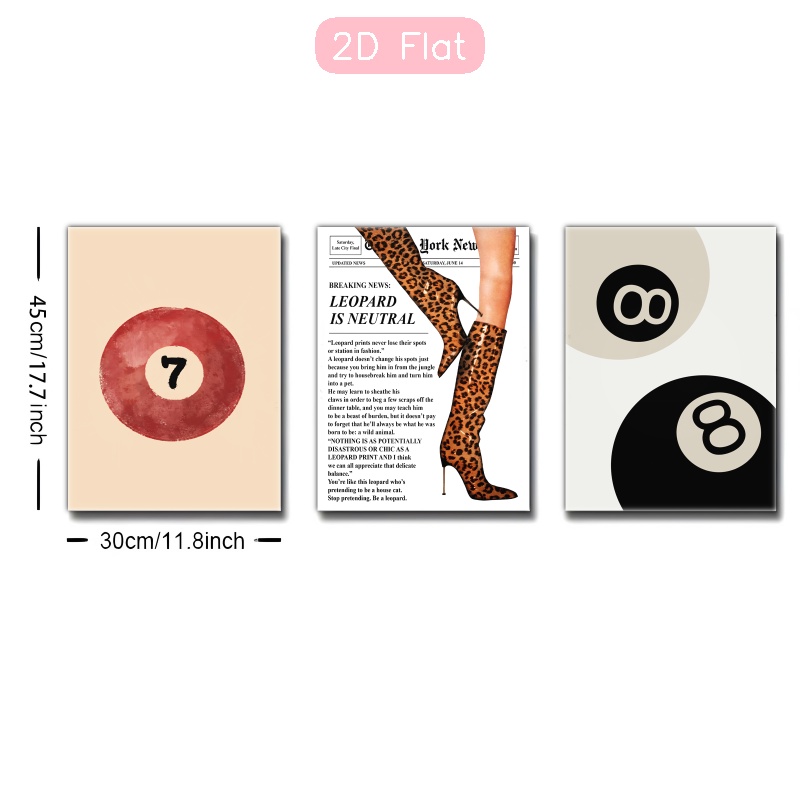 2D Flat
45cm/17.7inch
7
Saturday,
Late City Final
York New
UPDATED NEWS
SATURDAY, JUNE 14
BREAKING NEWS:
LEOPARD
IS NEUTRAL
“Leopard prints never lose their spots
or station in fashion.”
A leopard doesn't change his spots just
because you bring him in from the jungle
and try to housebreak him and turn him
into a pet.
He may learn to sheathe his
claws in order to beg a few scraps off the
dinner table, and you may teach him
to be a beast of burden, but it doesn't pay
to forget that he'll always be what he was
born to be: a wild animal.
“NOTHING IS AS POTENTIALLY
DISASTROUS OR CHIC AS A
LEOPARD PRINT AND I think
we can all appreciate that delicate
balance.”
You're like this leopard who's
pretending to be a house cat.
Stop pretending. Be a leopard.
8
8
30cm/11.8inch